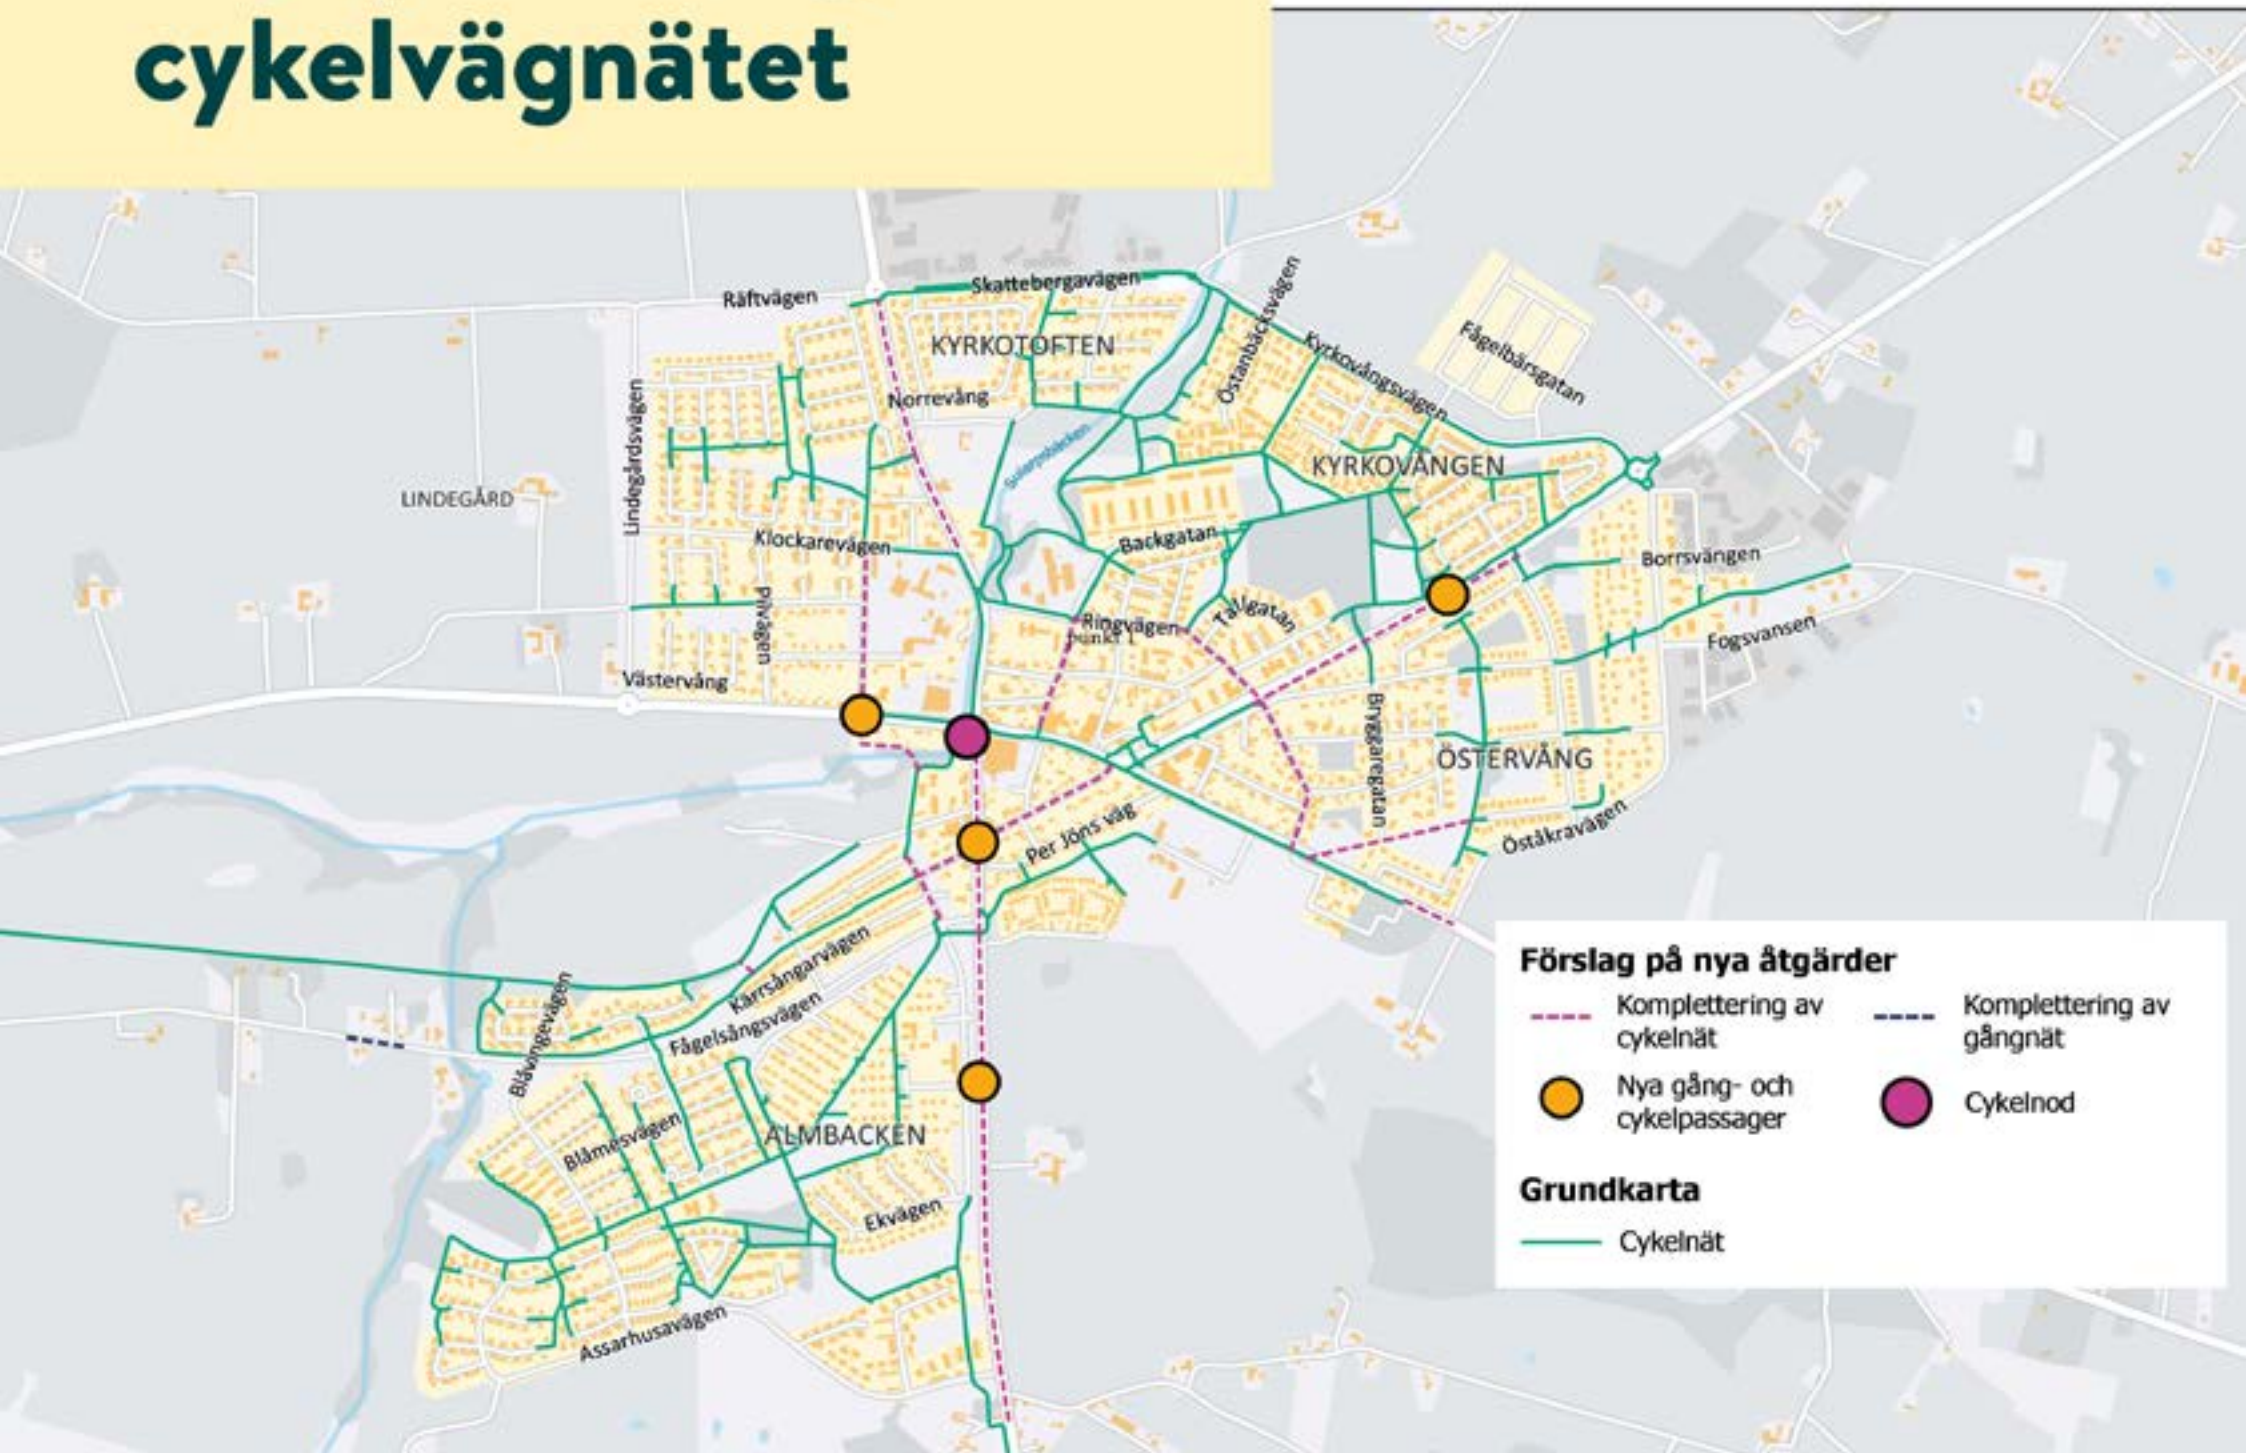 cykelvägnätet
Räftvägen
Skattebergavägen
KYRKOTOFTEN
Östanbäcksvägen
Kyrkovångsvägen
Fågelbärsgatan
Norrevång
Lindegårdsvägen
LINDEGÅRD
KYRKOVÅNGEN
Klockarevägen
Backgatan
Borrsvängen
Pilvägen
Ringvägen
punkt 1
Tallgatan
Fogsvansen
Västervång
Bryggaregatan
ÖSTERVÅNG
Per Jöns väg
Öståkravägen
Kärrsångarvägen
Fågelsångsvägen
Blåvingevägen
Blåmesvägen
ALMBACKEN
Ekvägen
Assarhusavägen
Förslag på nya åtgärder
Komplettering av
cykelnät
Komplettering av
gångnät
Nya gång- och
cykelpassager
Cykelnod
Grundkarta
Cykelnät